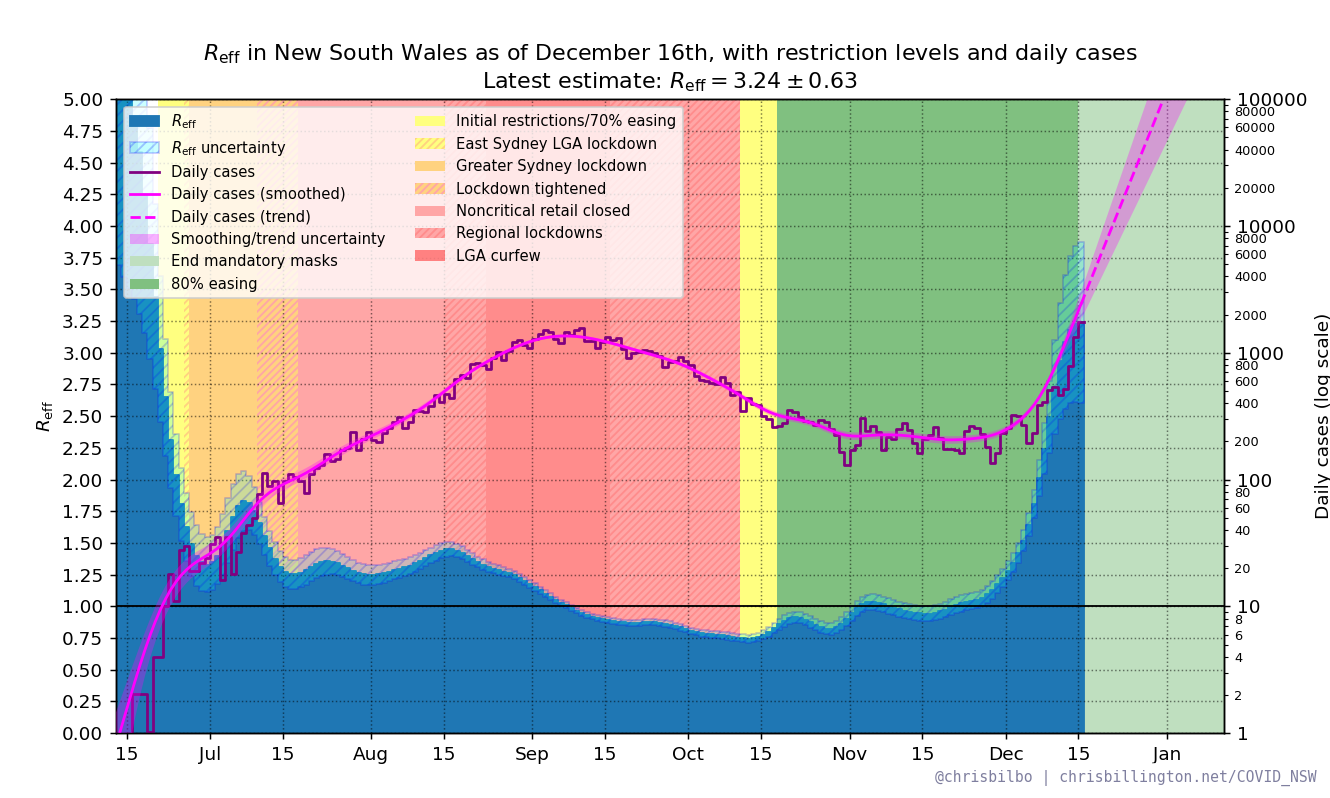 R_eff in New South Wales as of December 16th, with restriction levels and daily cases
Latest estimate: R_eff = 3.24 ± 0.63
R_eff
R_eff uncertainty
Daily cases
Daily cases (smoothed)
Daily cases (trend)
Smoothing/trend uncertainty
End mandatory masks
80% easing
Initial restrictions/70% easing
East Sydney LGA lockdown
Greater Sydney lockdown
Lockdown tightened
Noncritical retail closed
Regional lockdowns
LGA curfew
5.00
4.75
4.50
4.25
4.00
3.75
3.50
3.25
3.00
2.75
2.50
2.25
2.00
1.75
1.50
1.25
1.00
0.75
0.50
0.25
0.00
R_eff
100000
80000
60000
40000
20000
10000
8000
6000
4000
2000
1000
800
600
400
200
100
80
60
40
20
10
8
6
4
2
1
Daily cases (log scale)
15 Jul 15 Aug 15 Sep 15 Oct 15 Nov 15 Dec 15 Jan
@chrisbilbo | chrisbillington.net/COVID_NSW